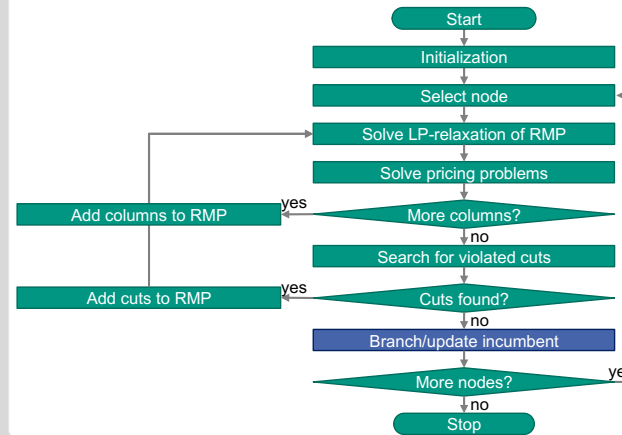 Start
Initialization
Select node
Solve LP-relaxation of RMP
Solve pricing problems
yes
Add columns to RMP
More columns?
no
Search for violated cuts
yes
Add cuts to RMP
Cuts found?
no
Branch/update incumbent
More nodes?
ye
no
Stop